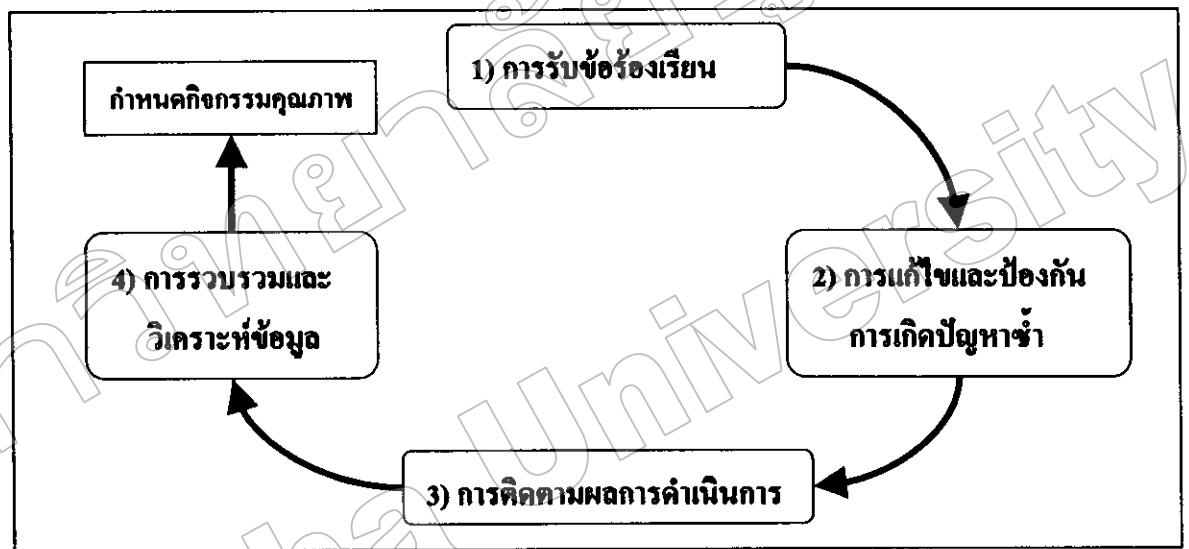 1) การรับข้อร้องเรียน
กำหนดกิจกรรมคุณภาพ
4) การรวบรวมและ
วิเคราะห์ข้อมูล
2) การแก้ไขและป้องกัน
การเกิดปัญหาซ้ำ
3) การติดตามผลการดำเนินการ
University